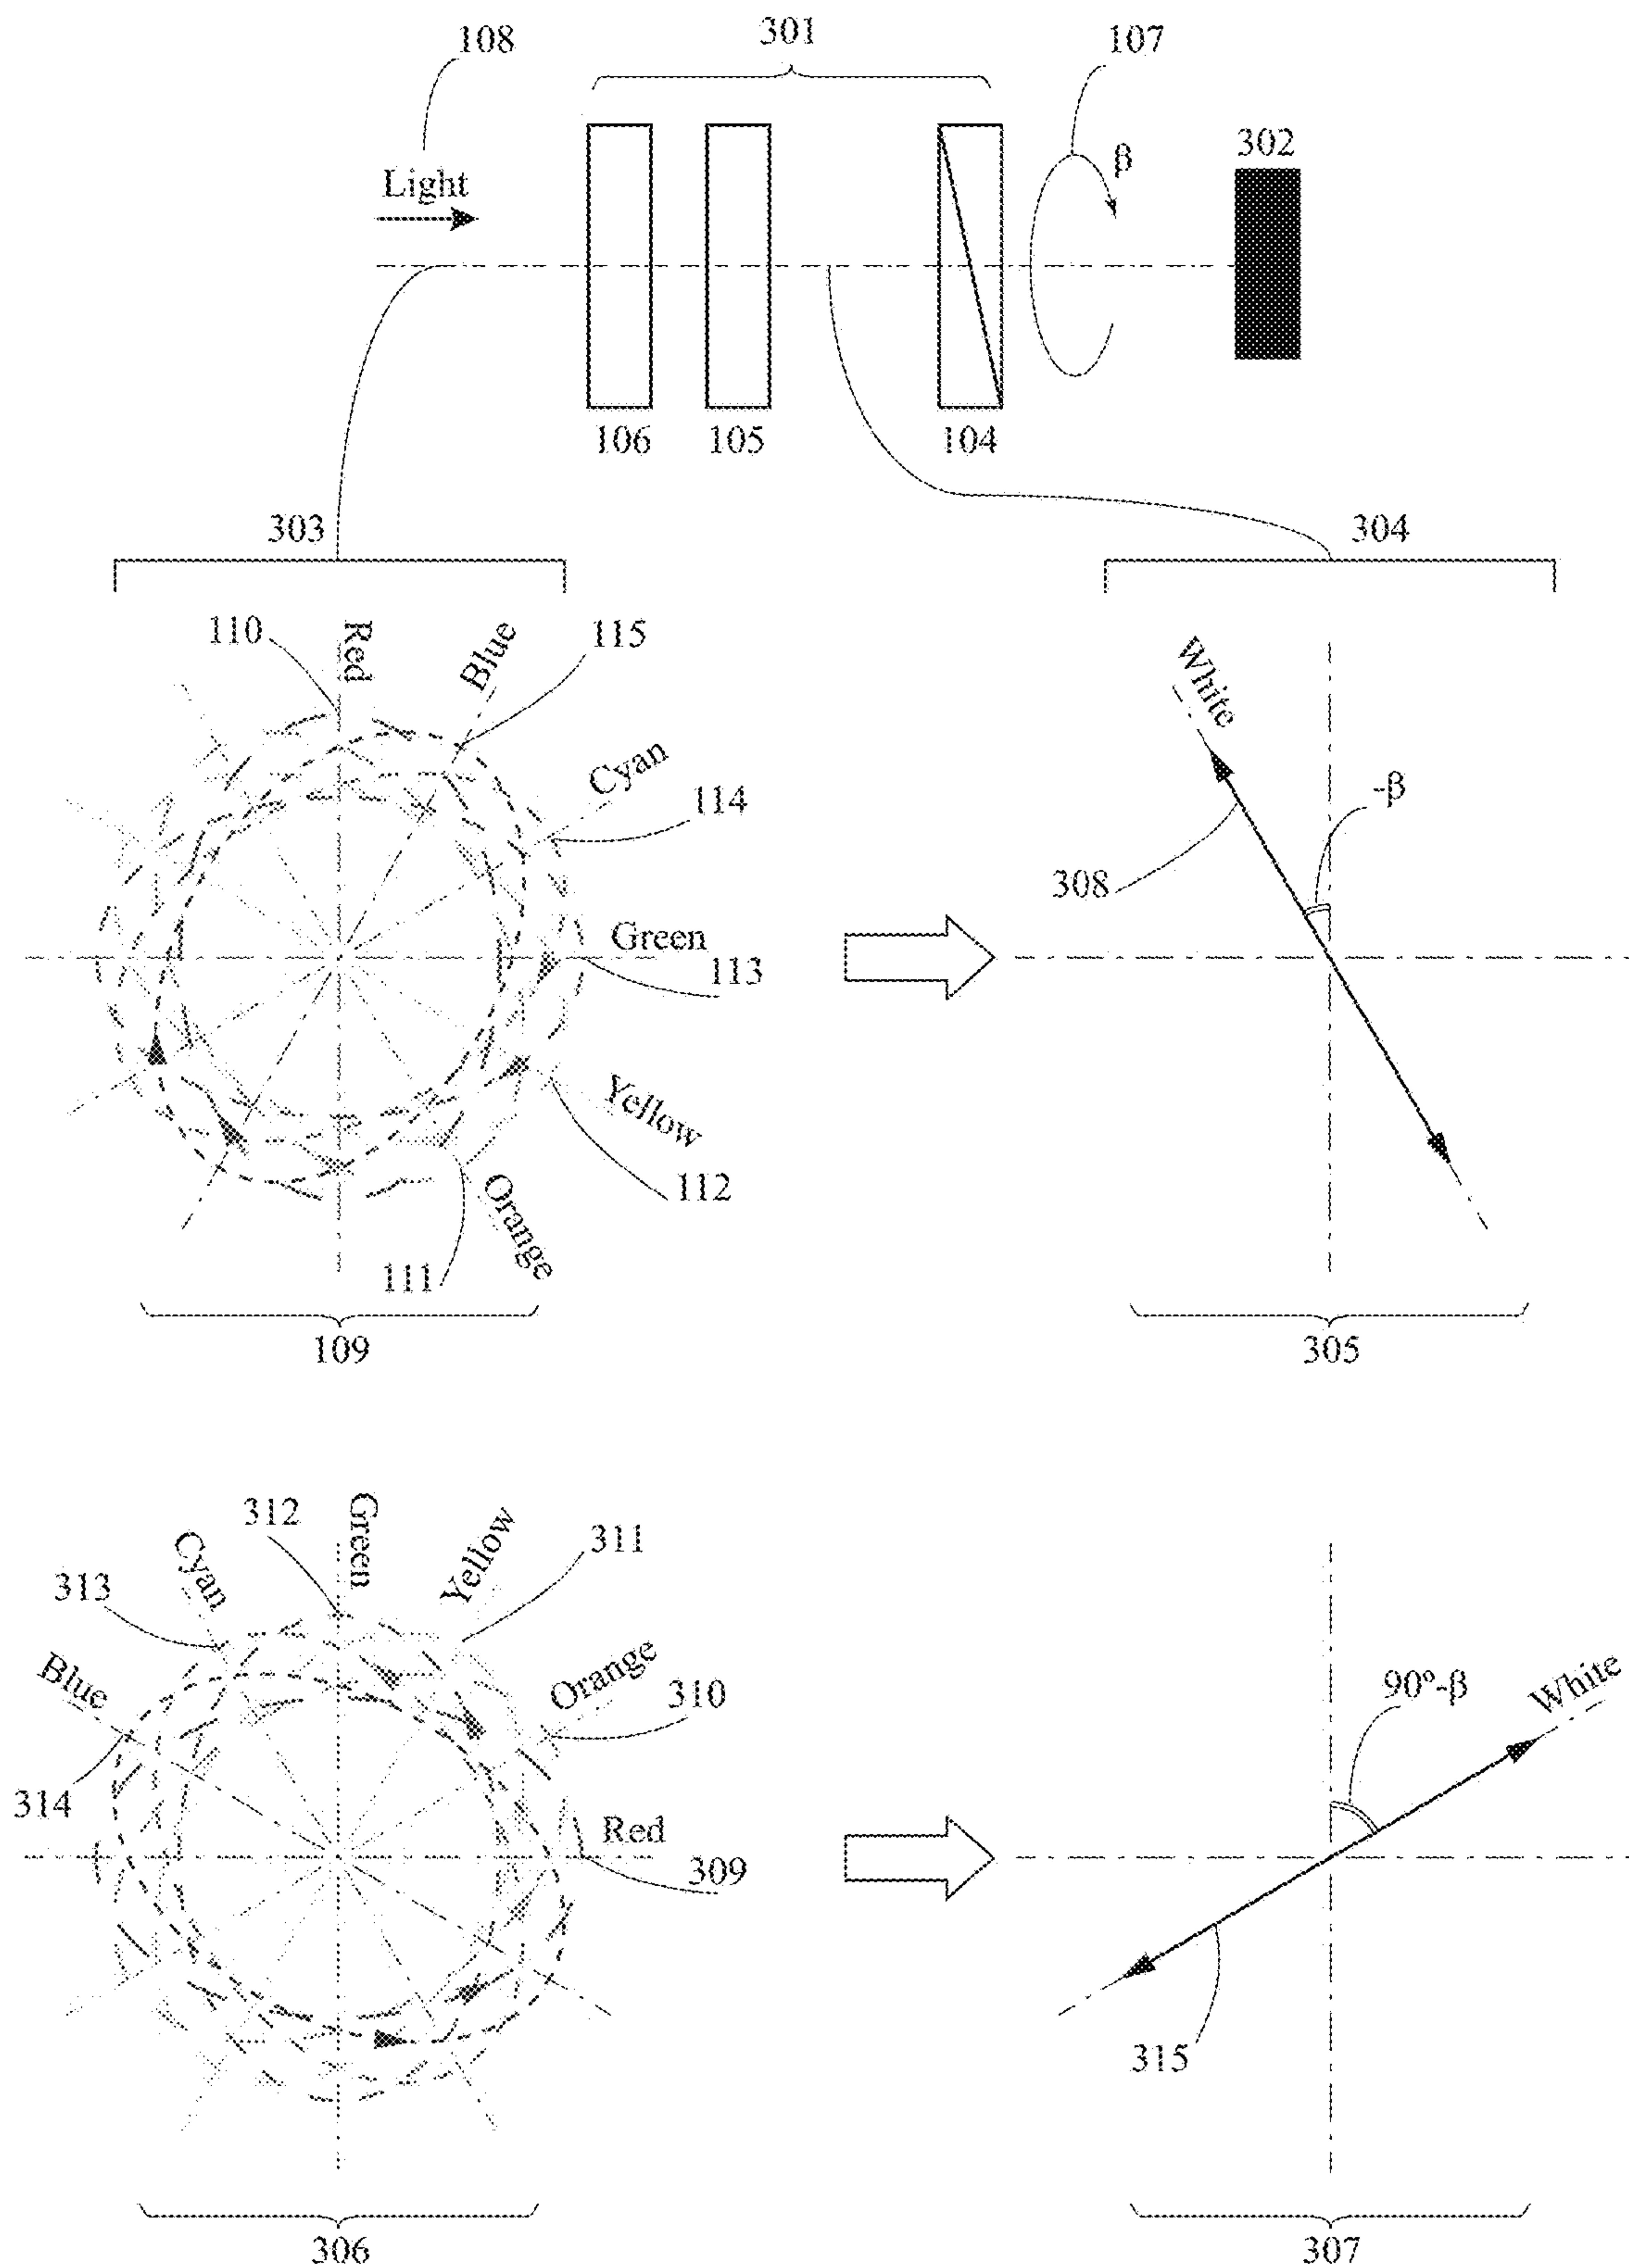 108
301
107
Light
β
302
106
105
104
303
304
110
Red
Blue
115
White
Cyan
114
-β
308
Green
113
Yellow
112
Orange
111
109
305
312
Green
Yellow
311
Cyan
313
Blue
Orange
310
90º-β
White
314
Red
309
315
306
307